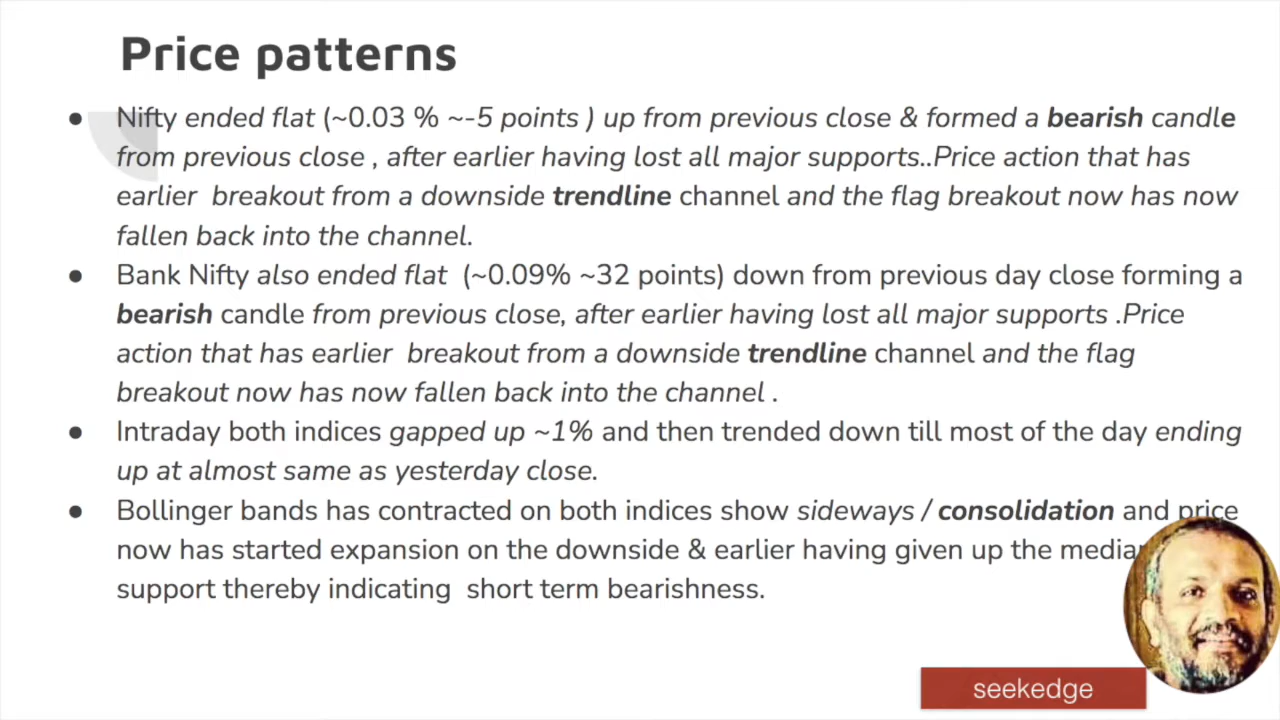 Price patterns
● Nifty ended flat (~0.03 % ~-5 points ) up from previous close & formed a bearish candle
from previous close , after earlier having lost all major supports..Price action that has
earlier breakout from a downside trendline channel and the flag breakout now has now
fallen back into the channel.
● Bank Nifty also ended flat (~0.09% ~32 points) down from previous day close forming a
bearish candle from previous close, after earlier having lost all major supports .Price
action that has earlier breakout from a downside trendline channel and the flag
breakout now has now fallen back into the channel .
● Intraday both indices gapped up ~1% and then trended down till most of the day ending
up at almost same as yesterday close.
● Bollinger bands has contracted on both indices show sideways / consolidation and price
now has started expansion on the downside & earlier having given up the median
support thereby indicating short term bearishness.
seekedge